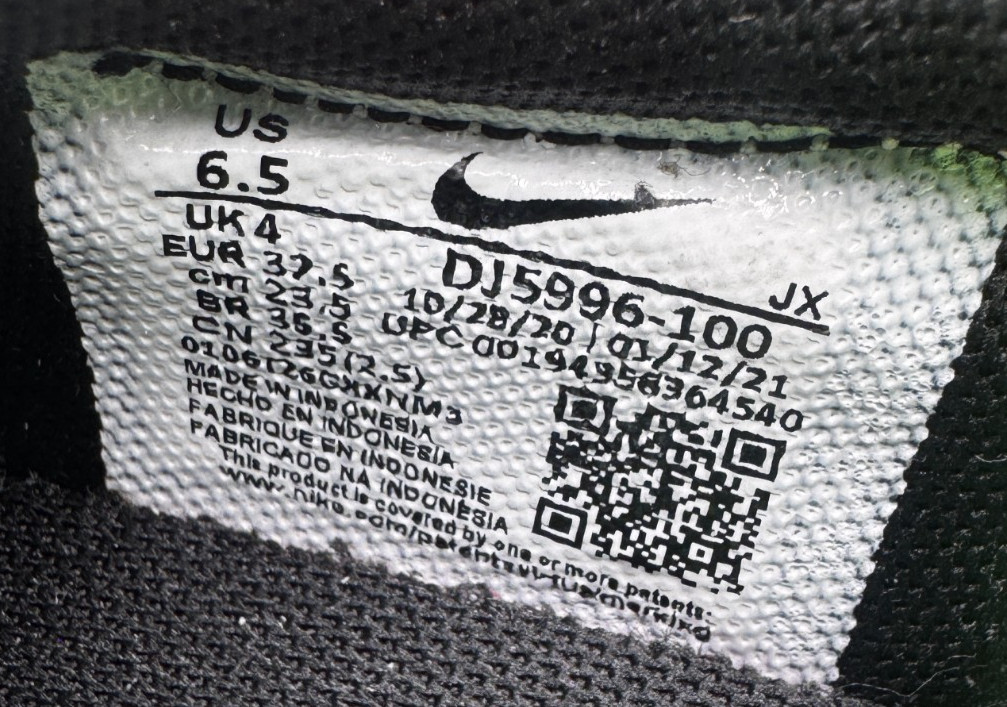 US
6.5
UK 4
EUR 37.5
cm 23.5
BR 35.5
CN 235(2.5)
MADE IN INDONESIA
HECHO EN INDONESIA
FABRIQUE EN INDONESIE
FABRICADO NA INDONÉSIA
This product is covered by one or more patents.
JX
DJ5996-100
10/28/20 | 01/12/21
UPC 00194956364540